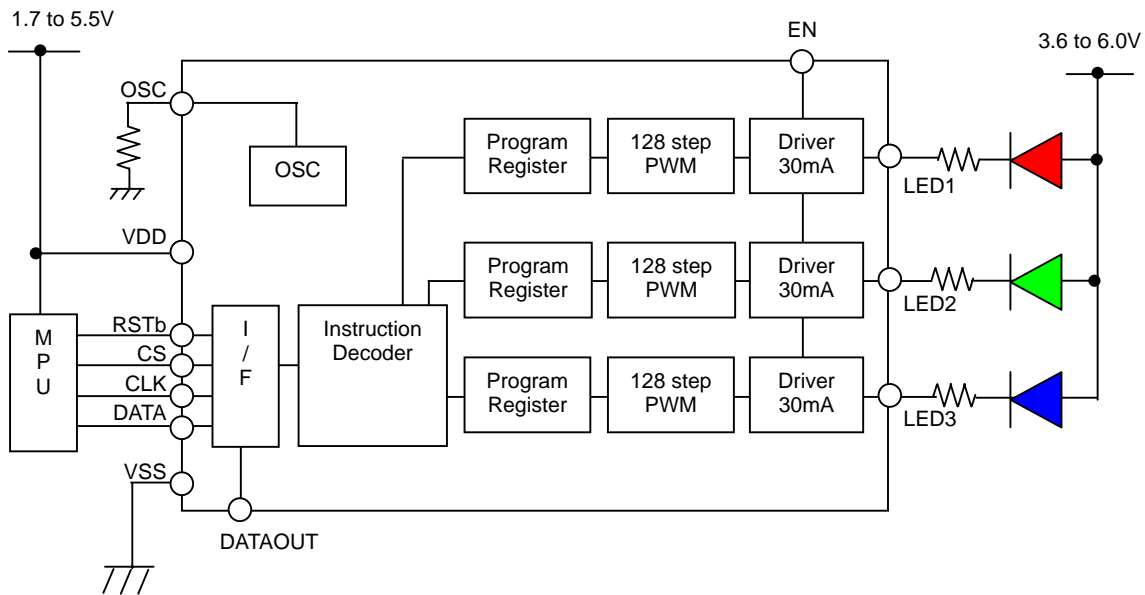 1.7 to 5.5V
EN
3.6 to 6.0V
OSC
OSC
Program
Register
128 step
PWM
Driver
30mA
LED1
VDD
Program
Register
128 step
PWM
Driver
30mA
LED2
M
P
U
RSTb
CS
CLK
DATA
I
/
F
Instruction
Decoder
Program
Register
128 step
PWM
Driver
30mA
LED3
VSS
DATAOUT